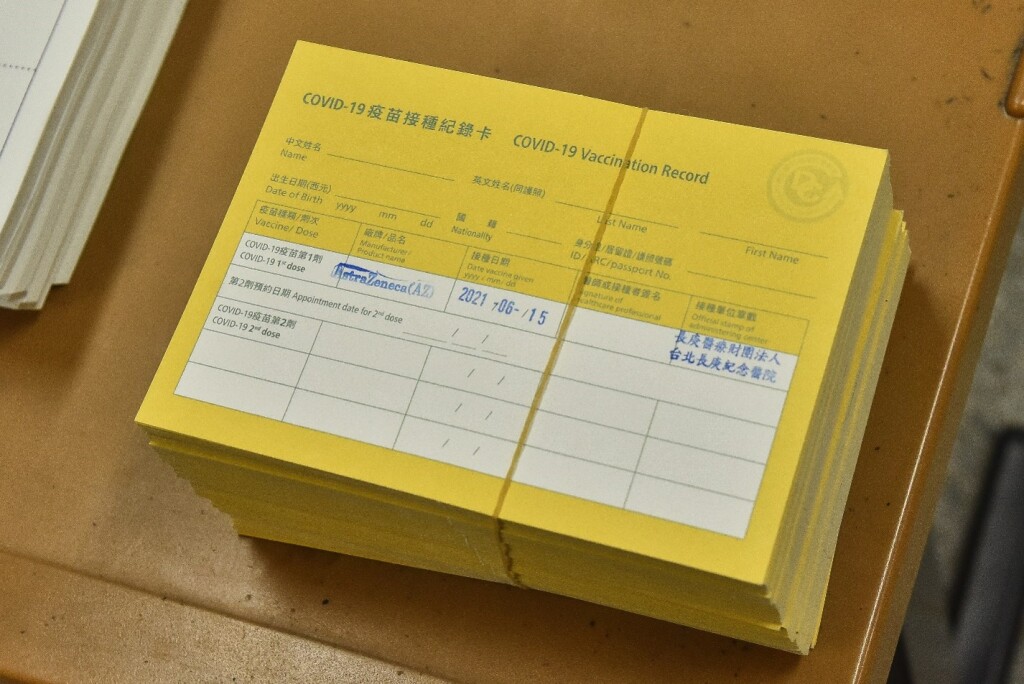 COVID-19 疫苗接種紀錄卡 COVID-19 Vaccination Record
中文姓名 英文姓名(同護照)
Name Last Name First Name
出生日期(西元) 國 籍 身分證/居留證/護照號碼
Date of Birth yyyy mm dd Nationality ID/ARC/passport No.
疫苗種類/劑次 廠牌/品名 接種日期 醫師或接種者簽名 接種單位章戳
Vaccine/ Dose Manufacturer/ Product name Date vaccine given yyyy / mm / dd Signature of healthcare professional Official stamp of administering center
COVID-19疫苗第1劑 AstraZeneca(AZ) 2021 -06- 15 長庚醫療財團法人
COVID-19 1st dose 台北長庚紀念醫院
第2劑預約日期 Appointment date for 2nd dose / /
COVID-19疫苗第2劑 / /
COVID-19 2nd dose
/ /
/ /